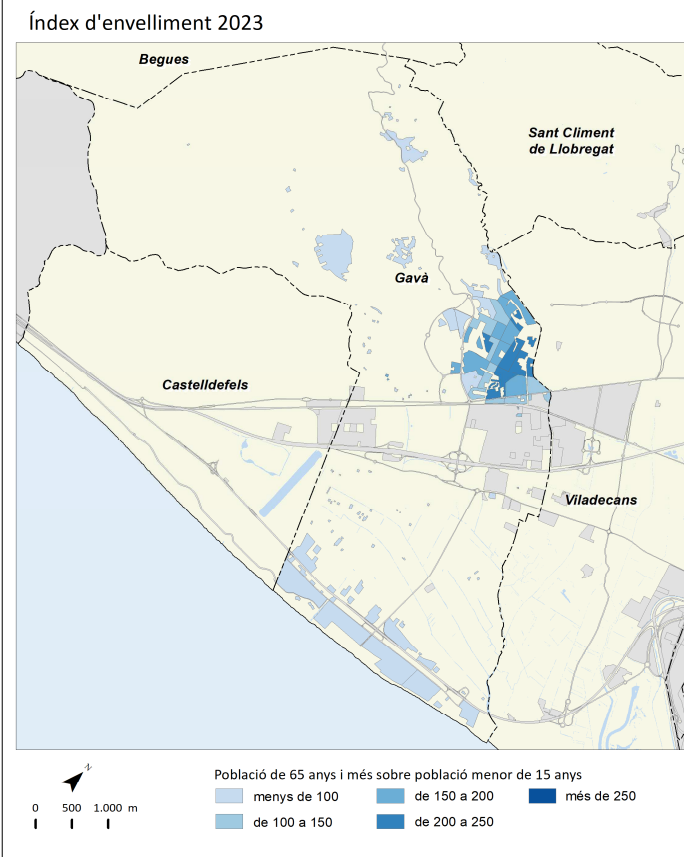 Índex d'envelliment 2023
Begues
Sant Climent
de Llobregat
Gavà
Castelldefels
Viladecans
N
0 500 1.000 m
Població de 65 anys i més sobre població menor de 15 anys
menys de 100
de 150 a 200
més de 250
de 100 a 150
de 200 a 250